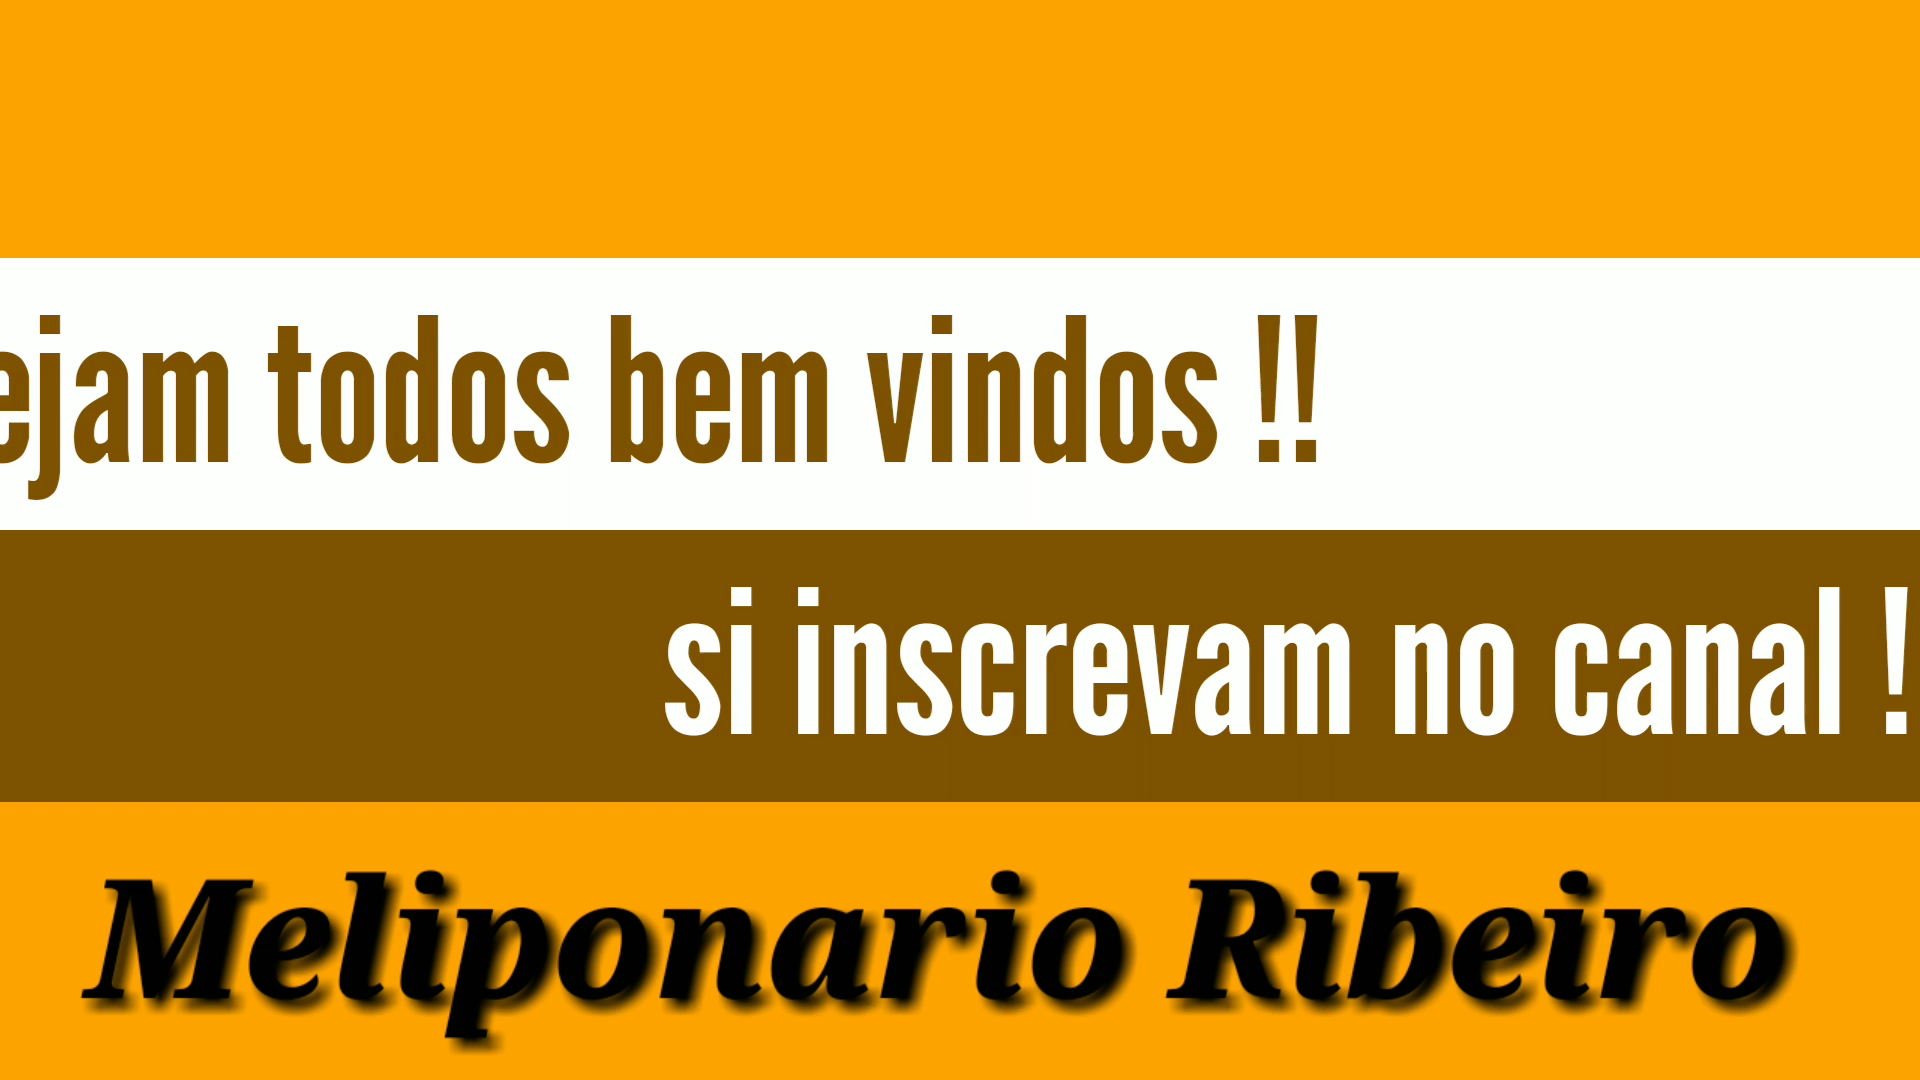 ejam todos bem vindos !!
si inscrevam no canal !
Meliponario Ribeiro